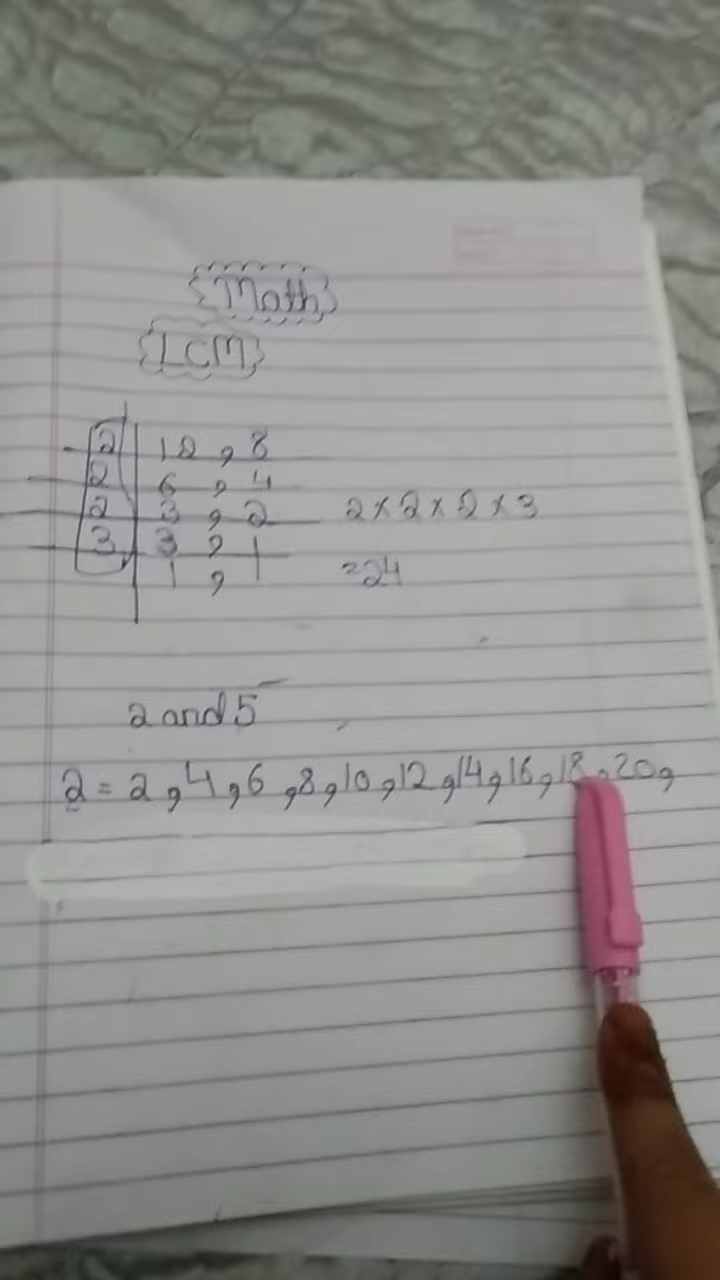 Math
LCM
2 | 12 , 8
2 | 6 , 4
2 | 3 , 2 2 x 2 x 2 x 3
3 | 3 , 1
1 , 1 = 24
2 and 5
2 = 2 , 4 , 6 , 8 , 10 , 12 , 14 , 16 , 18 , 20 ,